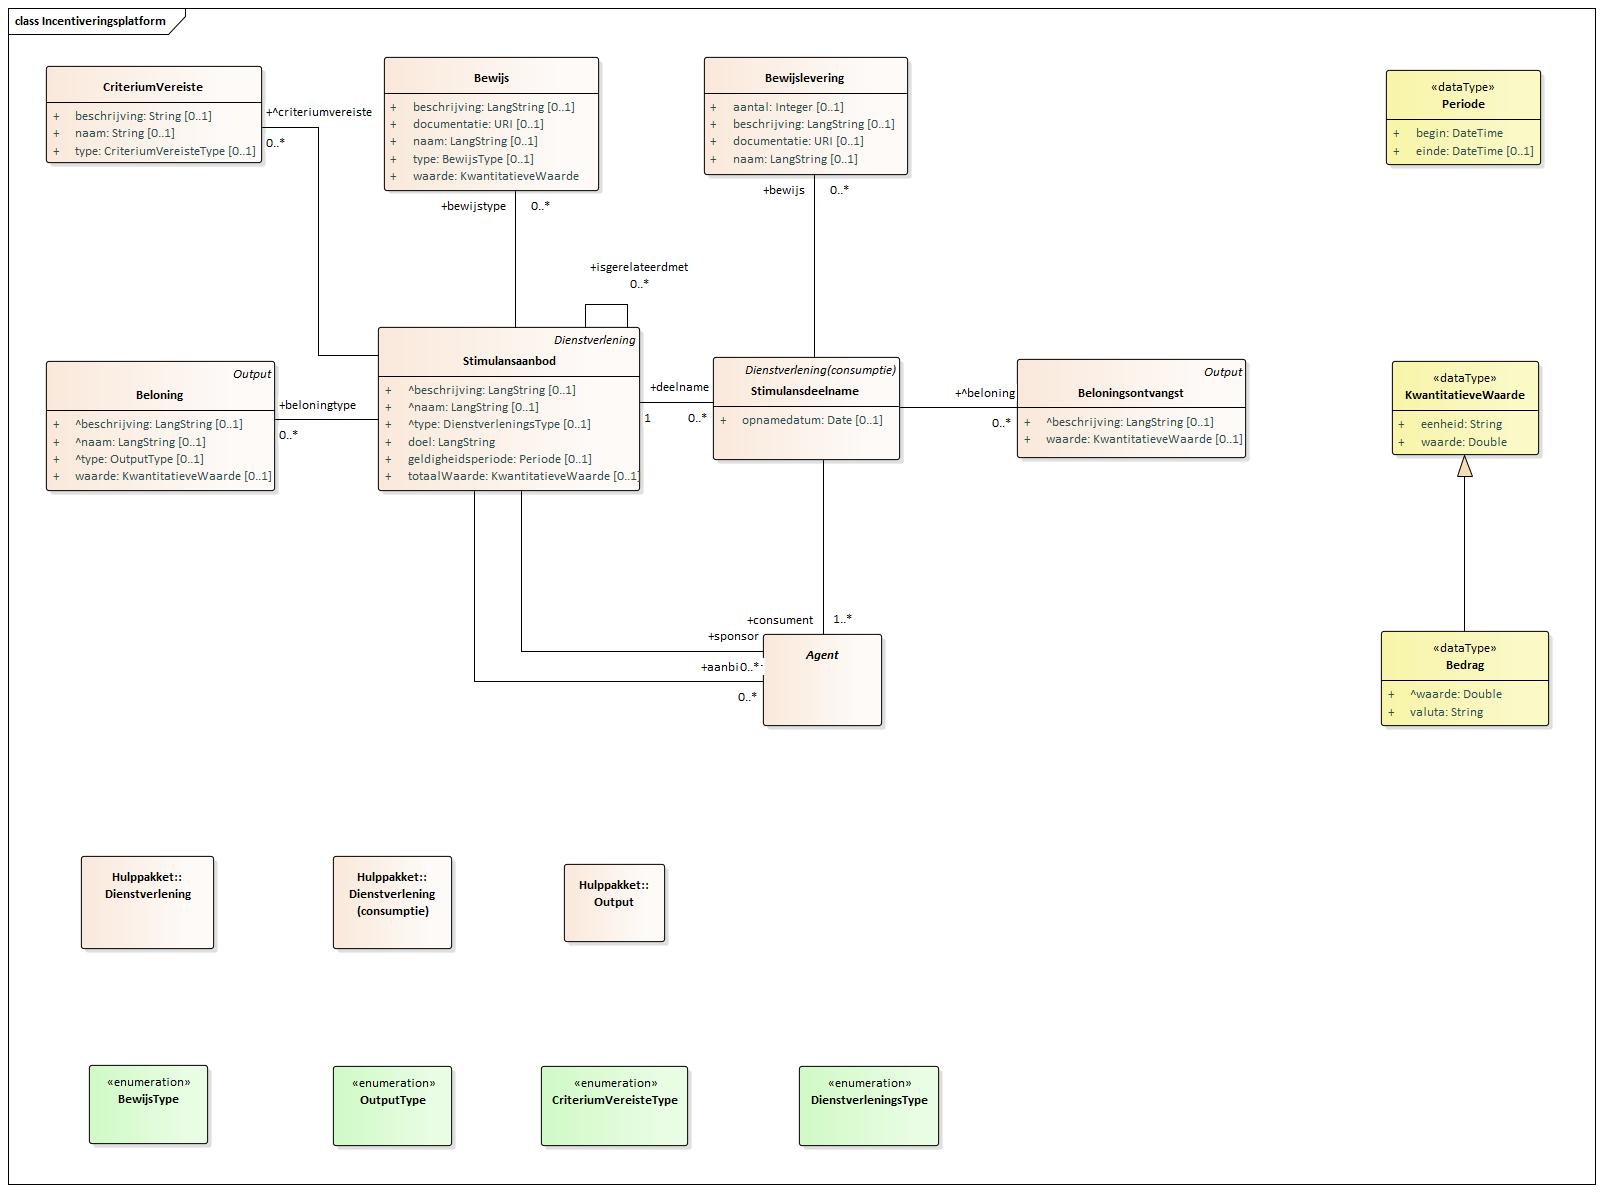 class Incentiveringsplatform
CriteriumVereiste
+ beschrijving: String [0..1]
+ naam: String [0..1]
+ type: CriteriumVereisteType [0..1]
+^criteriumvereiste
0..*
Bewijs
+ beschrijving: LangString [0..1]
+ documentatie: URI [0..1]
+ naam: LangString [0..1]
+ type: BewijsType [0..1]
+ waarde: KwantitatieveWaarde
+bewijstype 0..*
Bewijslevering
+ aantal: Integer [0..1]
+ beschrijving: LangString [0..1]
+ documentatie: URI [0..1]
+ naam: LangString [0..1]
+bewijs 0..*
«dataType»
Periode
+ begin: DateTime
+ einde: DateTime [0..1]
+isgerelateerdmet
0..*
Output
Beloning
+ ^beschrijving: LangString [0..1]
+ ^naam: LangString [0..1]
+ ^type: OutputType [0..1]
+ waarde: KwantitatieveWaarde [0..1]
+beloningtype
0..*
Dienstverlening
Stimulansaanbod
+ ^beschrijving: LangString [0..1]
+ ^naam: LangString [0..1]
+ ^type: DienstverleningsType [0..1]
+ doel: LangString
+ geldigheidsperiode: Periode [0..1]
+ totaalWaarde: KwantitatieveWaarde [0..1]
+deelname
1 0..*
Dienstverlening(consumptie)
Stimulansdeelname
+ opnamedatum: Date [0..1]
+^beloning
0..*
Output
Beloningsontvangst
+ ^beschrijving: LangString [0..1]
+ waarde: KwantitatieveWaarde [0..1]
«dataType»
KwantitatieveWaarde
+ eenheid: String
+ waarde: Double
+consument 1..*
+sponsor
+aanbi 0..*
0..*
Agent
«dataType»
Bedrag
+ ^waarde: Double
+ valuta: String
Hulppakket::
Dienstverlening
Hulppakket::
Dienstverlening
(consumptie)
Hulppakket::
Output
«enumeration»
BewijsType
«enumeration»
OutputType
«enumeration»
CriteriumVereisteType
«enumeration»
DienstverleningsType